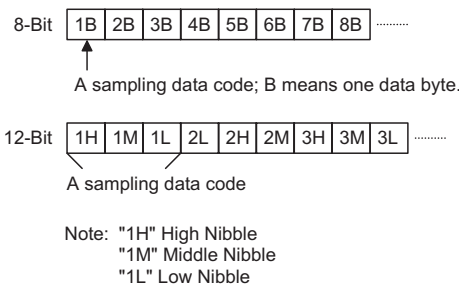 8-Bit 1B 2B 3B 4B 5B 6B 7B 8B ..........
A sampling data code; B means one data byte.
12-Bit 1H 1M 1L 2L 2H 2M 3H 3M 3L ..........
A sampling data code
Note: "1H" High Nibble
"1M" Middle Nibble
"1L" Low Nibble